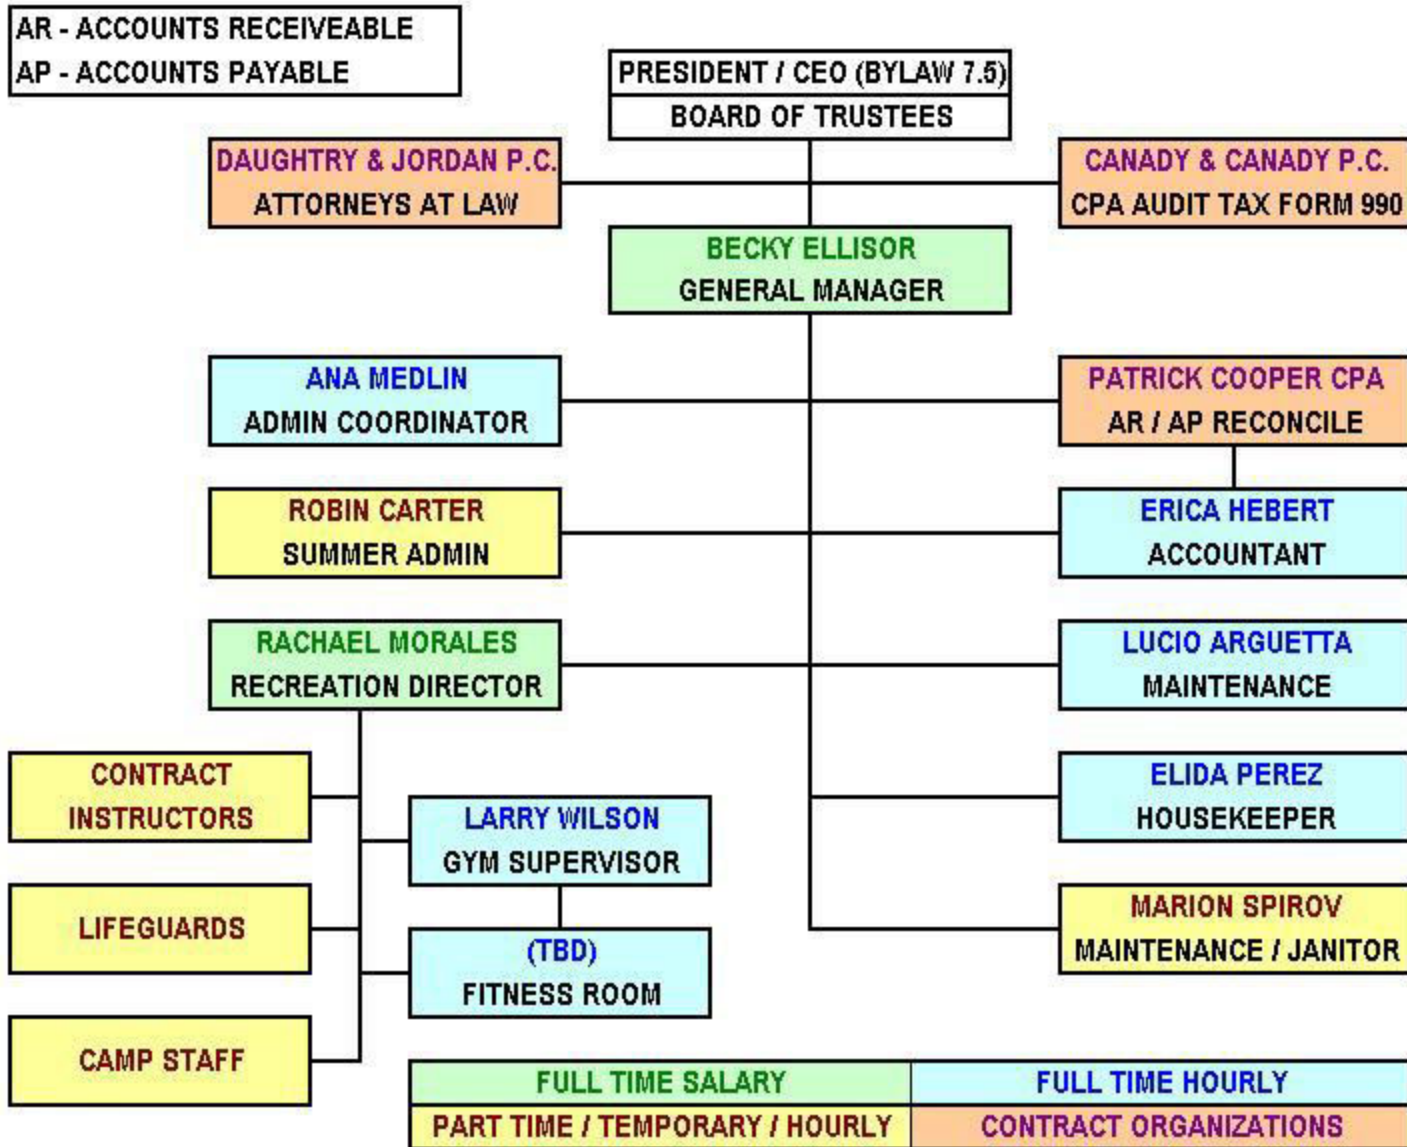 AR - ACCOUNTS RECEIVEABLE
AP - ACCOUNTS PAYABLE
PRESIDENT / CEO (BYLAW 7.5)
BOARD OF TRUSTEES
DAUGHTRY & JORDAN P.C.
ATTORNEYS AT LAW
CANADY & CANADY P.C.
CPA AUDIT TAX FORM 990
BECKY ELLISOR
GENERAL MANAGER
ANA MEDLIN
ADMIN COORDINATOR
PATRICK COOPER CPA
AR / AP RECONCILE
ROBIN CARTER
SUMMER ADMIN
ERICA HEBERT
ACCOUNTANT
RACHAEL MORALES
RECREATION DIRECTOR
LUCIO ARGUETTA
MAINTENANCE
CONTRACT
INSTRUCTORS
LARRY WILSON
GYM SUPERVISOR
ELIDA PEREZ
HOUSEKEEPER
LIFEGUARDS
(TBD)
FITNESS ROOM
MARION SPIROV
MAINTENANCE / JANITOR
CAMP STAFF
FULL TIME SALARY
FULL TIME HOURLY
PART TIME / TEMPORARY / HOURLY
CONTRACT ORGANIZATIONS